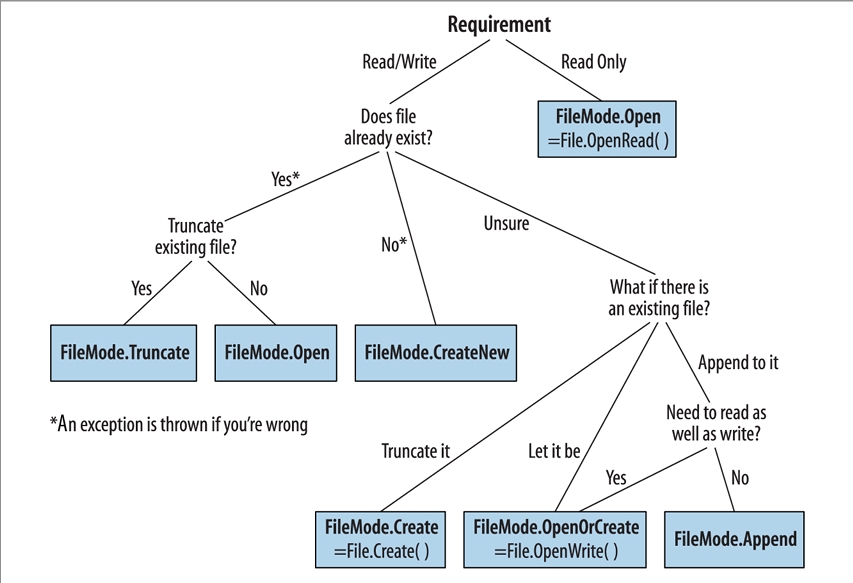 Requirement
Read/Write
Read Only
Does file
already exist?
FileMode.Open
=File.OpenRead( )
Yes*
No*
Unsure
Truncate
existing file?
Yes
No
What if there is
an existing file?
FileMode.Truncate
FileMode.Open
FileMode.CreateNew
Append to it
*An exception is thrown if you're wrong
Need to read as
well as write?
Truncate it
Let it be
Yes
No
FileMode.Create
=File.Create( )
FileMode.OpenOrCreate
=File.OpenWrite( )
FileMode.Append